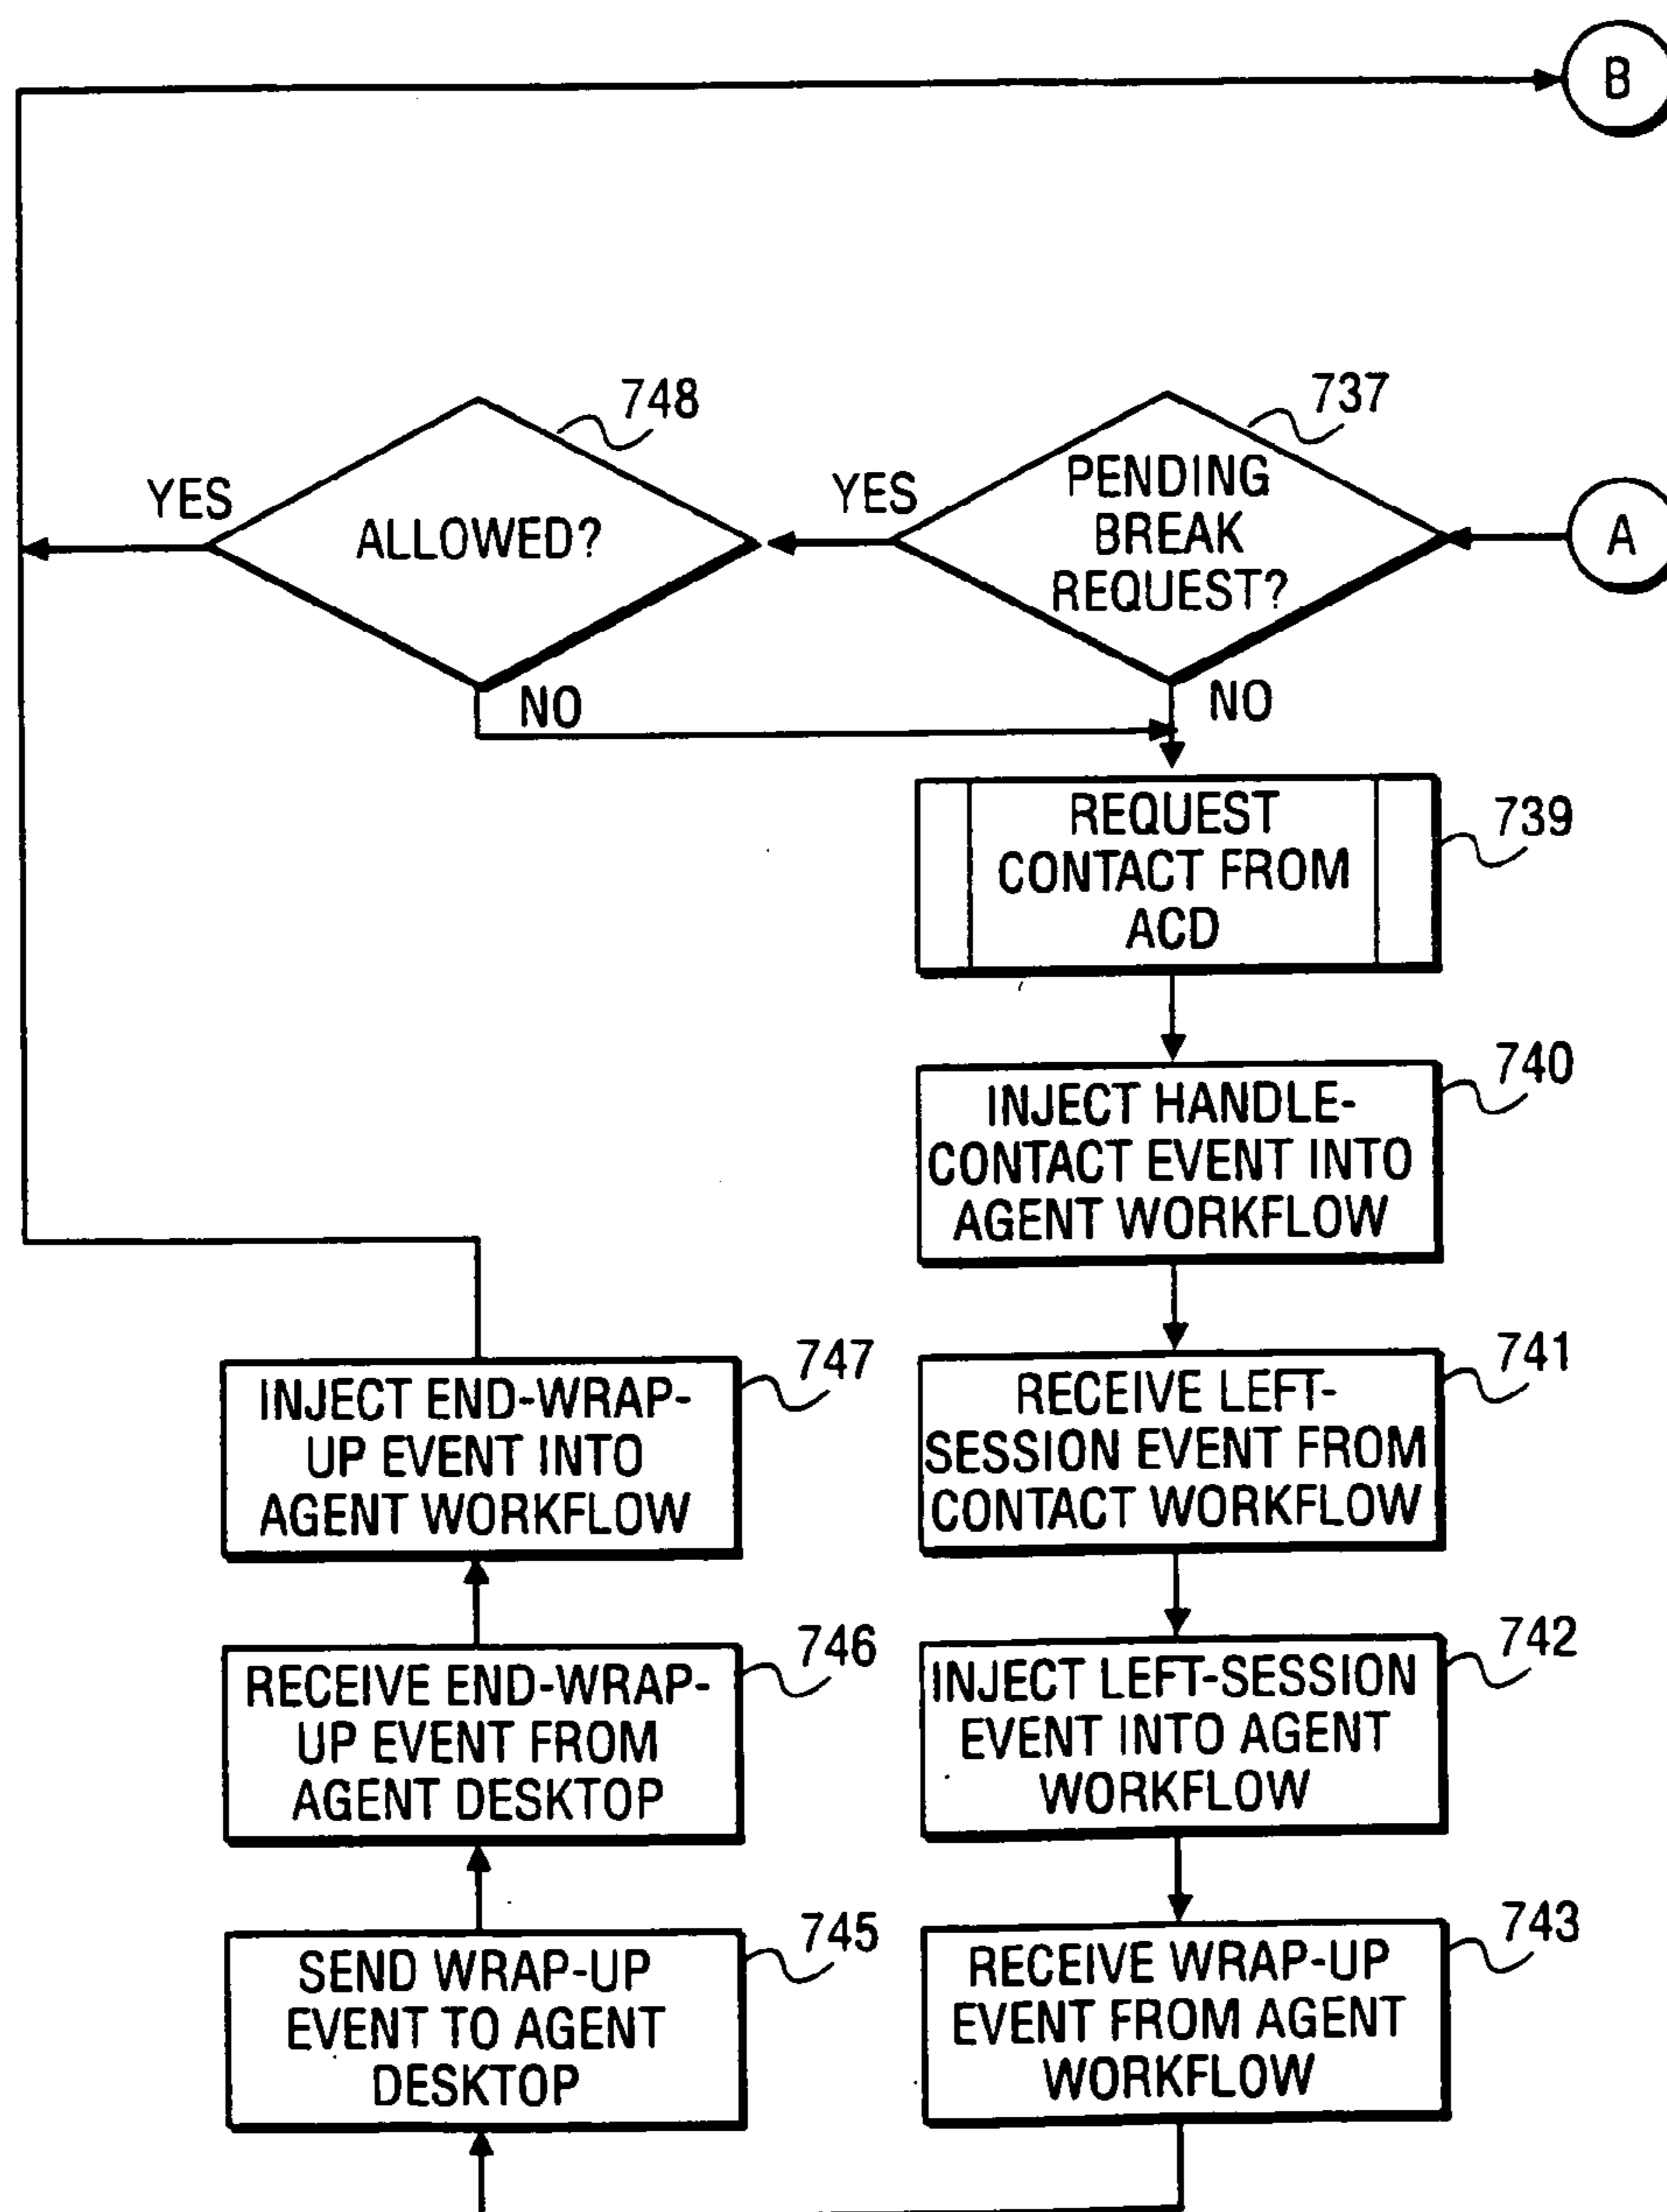 B
748
737
YES
ALLOWED?
YES
PENDING
BREAK
REQUEST?
A
NO
NO
REQUEST
CONTACT FROM
ACD
739
INJECT HANDLE-
CONTACT EVENT INTO
AGENT WORKFLOW
740
RECEIVE LEFT-
SESSION EVENT FROM
CONTACT WORKFLOW
741
INJECT LEFT-SESSION
EVENT INTO AGENT
WORKFLOW
742
RECEIVE WRAP-UP
EVENT FROM AGENT
WORKFLOW
743
SEND WRAP-UP
EVENT TO AGENT
DESKTOP
745
RECEIVE END-WRAP-
UP EVENT FROM
AGENT DESKTOP
746
INJECT END-WRAP-
UP EVENT INTO
AGENT WORKFLOW
747